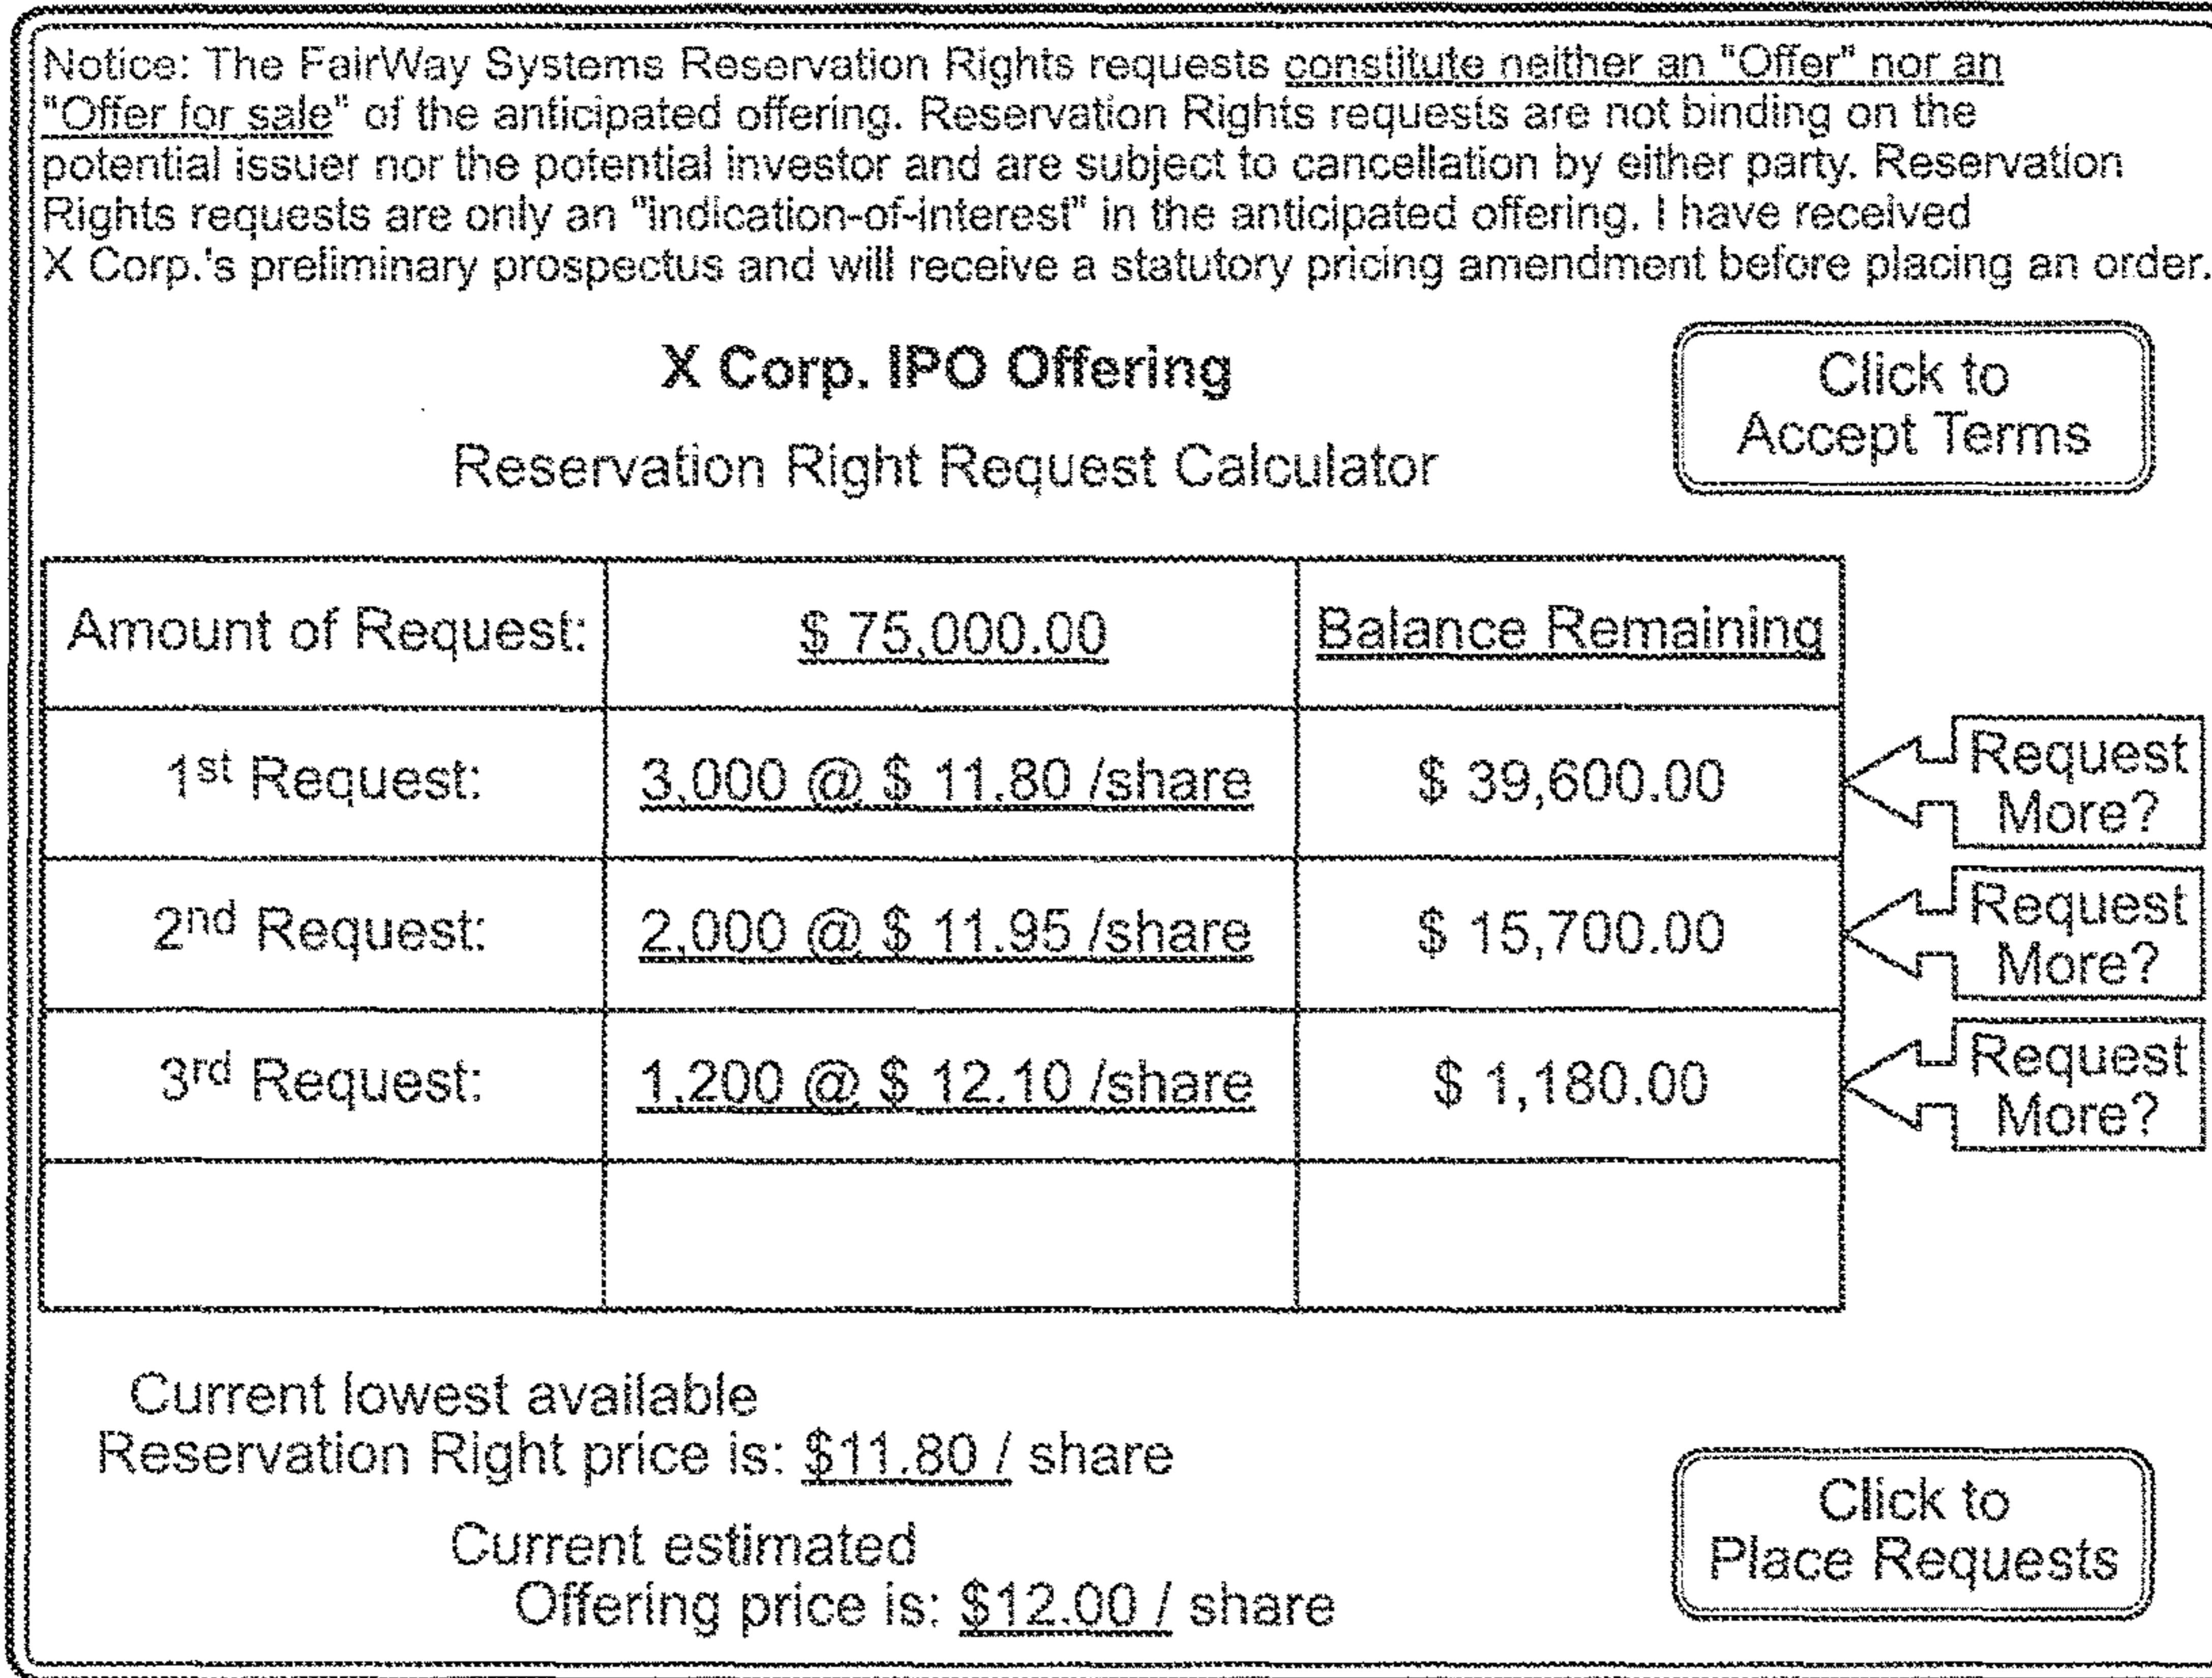 Notice: The FairWay Systems Reservation Rights requests constitute neither an "Offer" nor an
"Offer for sale" of the anticipated offering. Reservation Rights requests are not binding on the
potential issuer nor the potential investor and are subject to cancellation by either party. Reservation
Rights requests are only an "indication-of-interest" in the anticipated offering. I have received
X Corp.'s preliminary prospectus and will receive a statutory pricing amendment before placing an order.
X Corp. IPO Offering
Reservation Right Request Calculator
Click to
Accept Terms
Amount of Request: $ 75,000.00 Balance Remaining
1st Request: 3,000 @ $ 11.80 /share $ 39,600.00
Request
More?
2nd Request: 2,000 @ $ 11.95 /share $ 15,700.00
Request
More?
3rd Request: 1,200 @ $ 12.10 /share $ 1,180.00
Request
More?
Current lowest available
Reservation Right price is: $11.80 / share
Current estimated
Offering price is: $12.00 / share
Click to
Place Requests